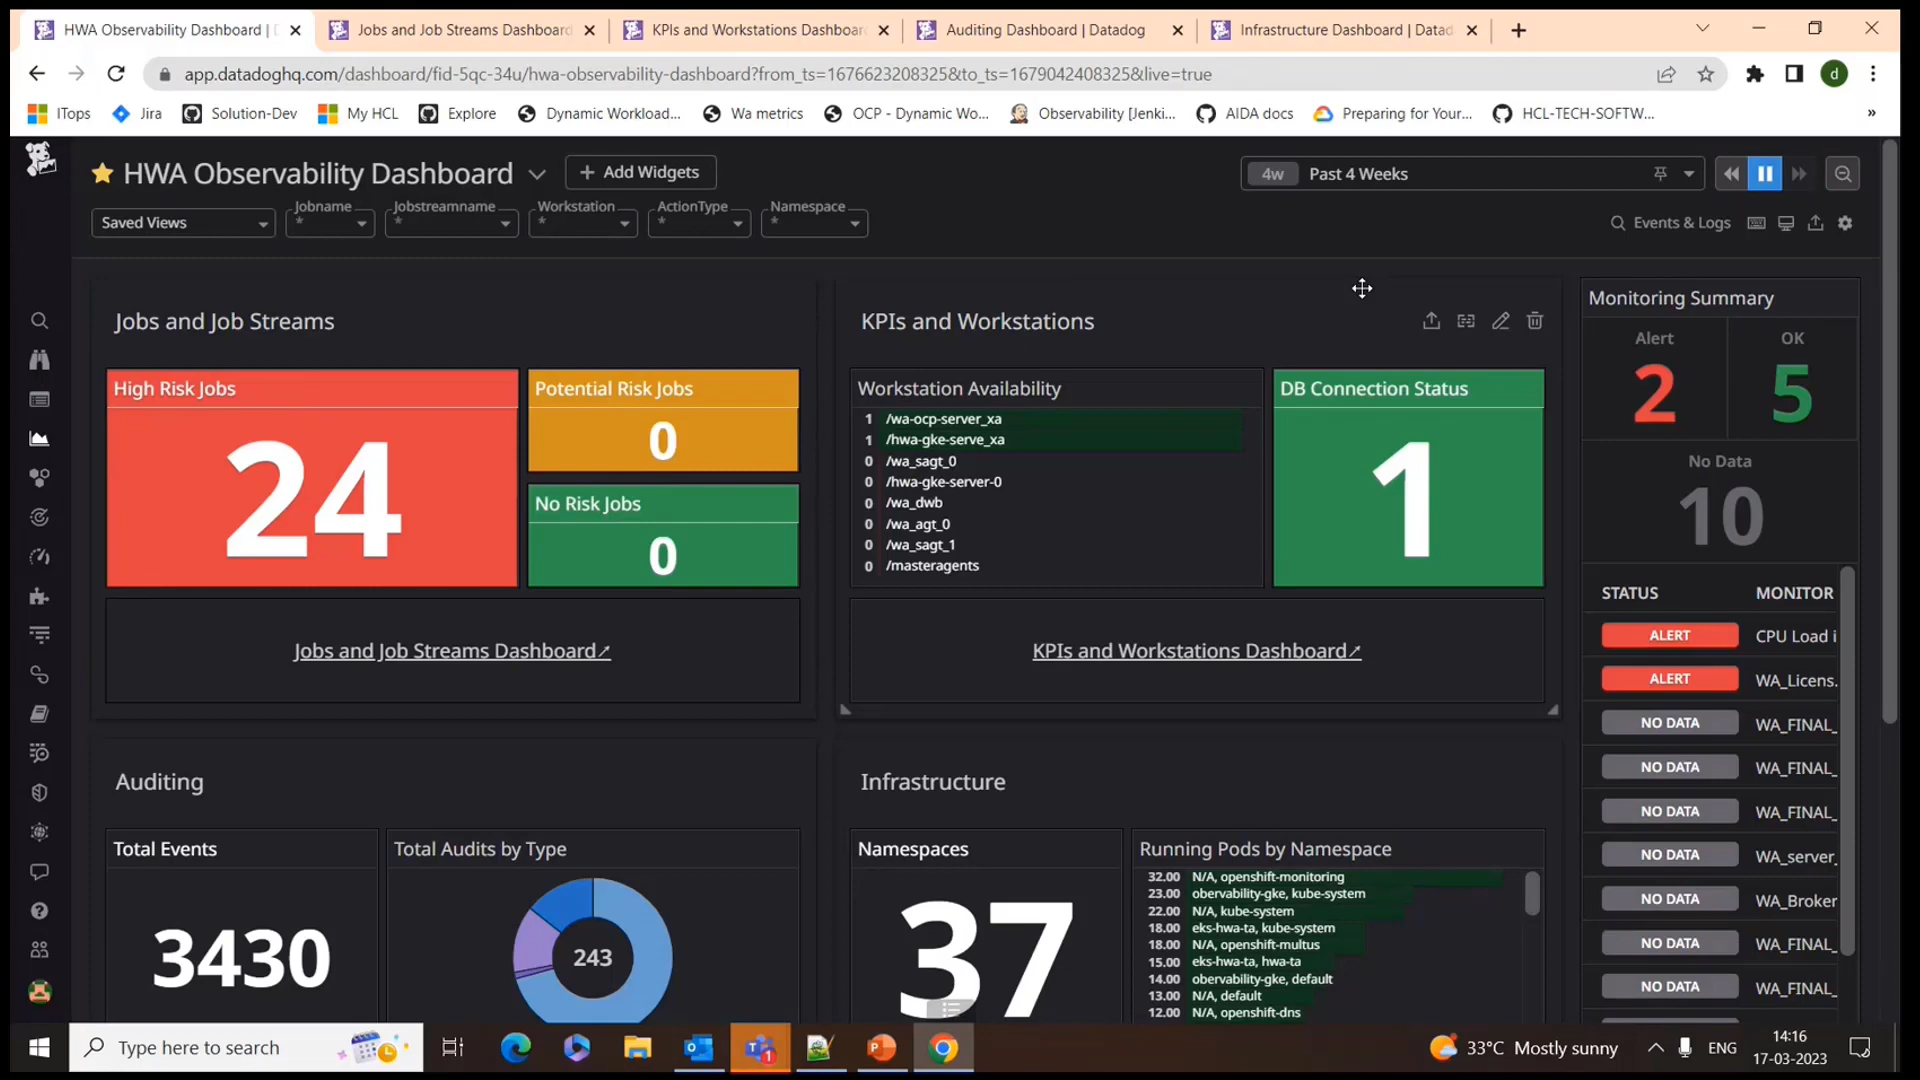 HWA Observability Dashboard |
Jobs and Job Streams Dashboard
KPIs and Workstations Dashboard
Auditing Dashboard | Datadog
Infrastructure Dashboard | Datad
app.datadoghq.com/dashboard/fid-5qc-34u/hwa-observability-dashboard?from_ts=1676623208325&to_ts=1679042408325&live=true
d
ITops
Jira
Solution-Dev
My HCL
Explore
Dynamic Workload...
Wa metrics
OCP - Dynamic Wo...
Observability [Jenki...
AIDA docs
Preparing for Your...
HCL-TECH-SOFTW...
»
HWA Observability Dashboard
+ Add Widgets
4w Past 4 Weeks
Saved Views
Jobname
*
Jobstreamname
*
Workstation
*
ActionType
*
Namespace
*
Events & Logs
Jobs and Job Streams
High Risk Jobs
24
Potential Risk Jobs
0
No Risk Jobs
0
Jobs and Job Streams Dashboard↗
KPIs and Workstations
Workstation Availability
1 /wa-ocp-server_xa
1 /hwa-gke-serve_xa
0 /wa_sagt_0
0 /hwa-gke-server-0
0 /wa_dwb
0 /wa_agt_0
0 /wa_sagt_1
0 /masteragents
DB Connection Status
1
KPIs and Workstations Dashboard↗
Monitoring Summary
Alert
2
OK
5
No Data
10
STATUS MONITOR
ALERT CPU Load i
ALERT WA_Licens.
NO DATA WA_FINAL_
NO DATA WA_FINAL_
NO DATA WA_FINAL_
NO DATA WA_server_
NO DATA WA_Broker
NO DATA WA_FINAL_
NO DATA WA_FINAL_
Auditing
Total Events
3430
Total Audits by Type
243
Infrastructure
Namespaces
37
Running Pods by Namespace
32.00 N/A, openshift-monitoring
23.00 obervability-gke, kube-system
22.00 N/A, kube-system
18.00 eks-hwa-ta, kube-system
18.00 N/A, openshift-multus
15.00 eks-hwa-ta, hwa-ta
14.00 obervability-gke, default
13.00 N/A, default
12.00 N/A, openshift-dns
Type here to search
33°C Mostly sunny
ENG
14:16
17-03-2023